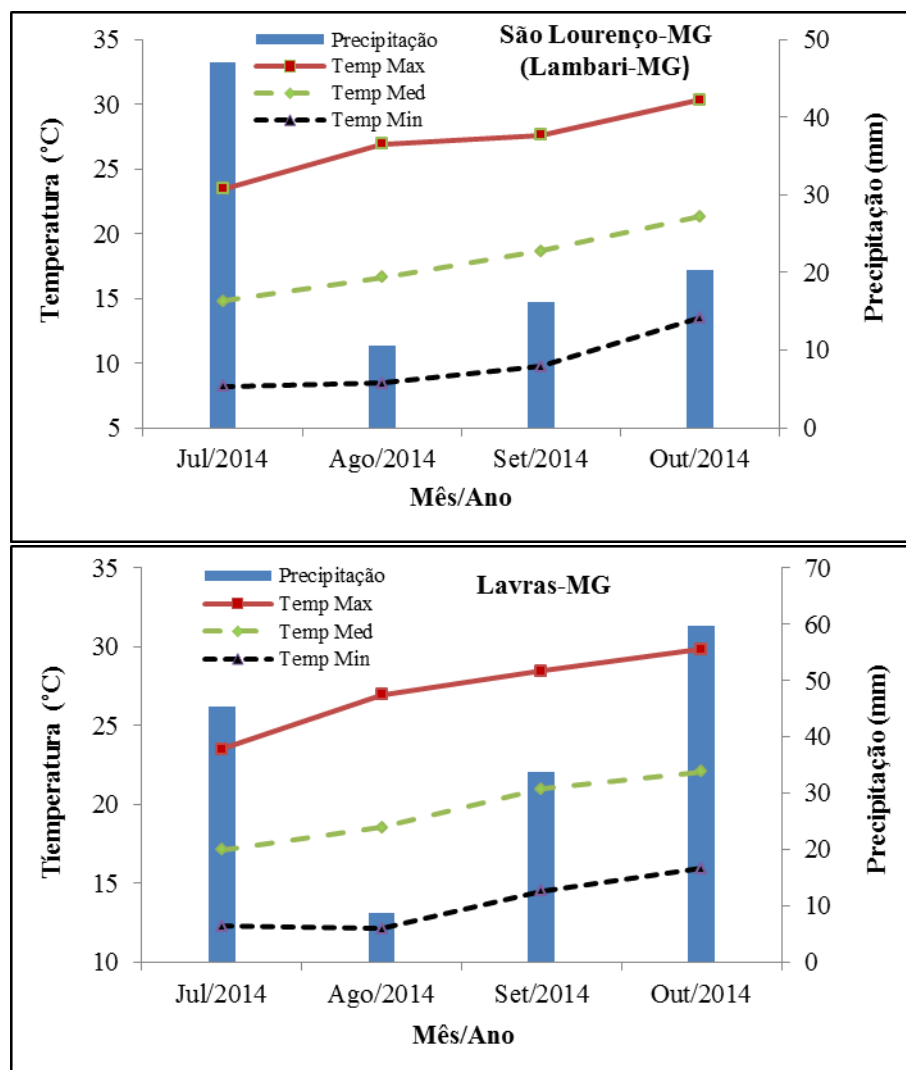 São Lourenço-MG
(Lambari-MG)
Precipitação
Temp Max
Temp Med
Temp Min
35
30
25
20
15
10
5
Temperatura (°C)
50
40
30
20
10
0
Precipitação (mm)
Jul/2014 Ago/2014 Set/2014 Out/2014
Mês/Ano
Lavras-MG
Precipitação
Temp Max
Temp Med
Temp Min
35
30
25
20
15
10
Tiemperatura (°C)
70
60
50
40
30
20
10
0
Precipitação (mm)
Jul/2014 Ago/2014 Set/2014 Out/2014
Mês/Ano